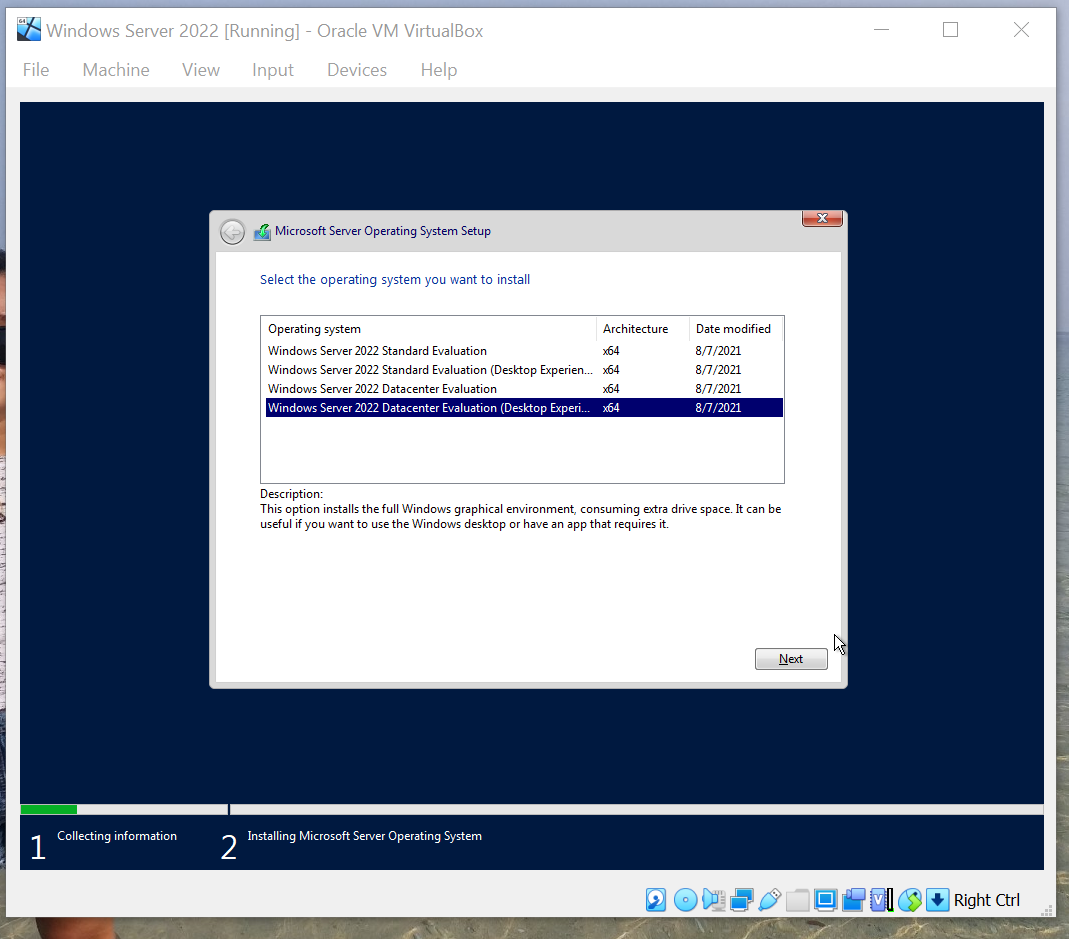 Windows Server 2022 [Running] - Oracle VM VirtualBox
File Machine View Input Devices Help
Microsoft Server Operating System Setup
Select the operating system you want to install
Operating system Architecture Date modified
Windows Server 2022 Standard Evaluation x64 8/7/2021
Windows Server 2022 Standard Evaluation (Desktop Experien... x64 8/7/2021
Windows Server 2022 Datacenter Evaluation x64 8/7/2021
Windows Server 2022 Datacenter Evaluation (Desktop Experi... x64 8/7/2021
Description:
This option installs the full Windows graphical environment, consuming extra drive space. It can be
useful if you want to use the Windows desktop or have an app that requires it.
Next
1 Collecting information 2 Installing Microsoft Server Operating System
Right Ctrl